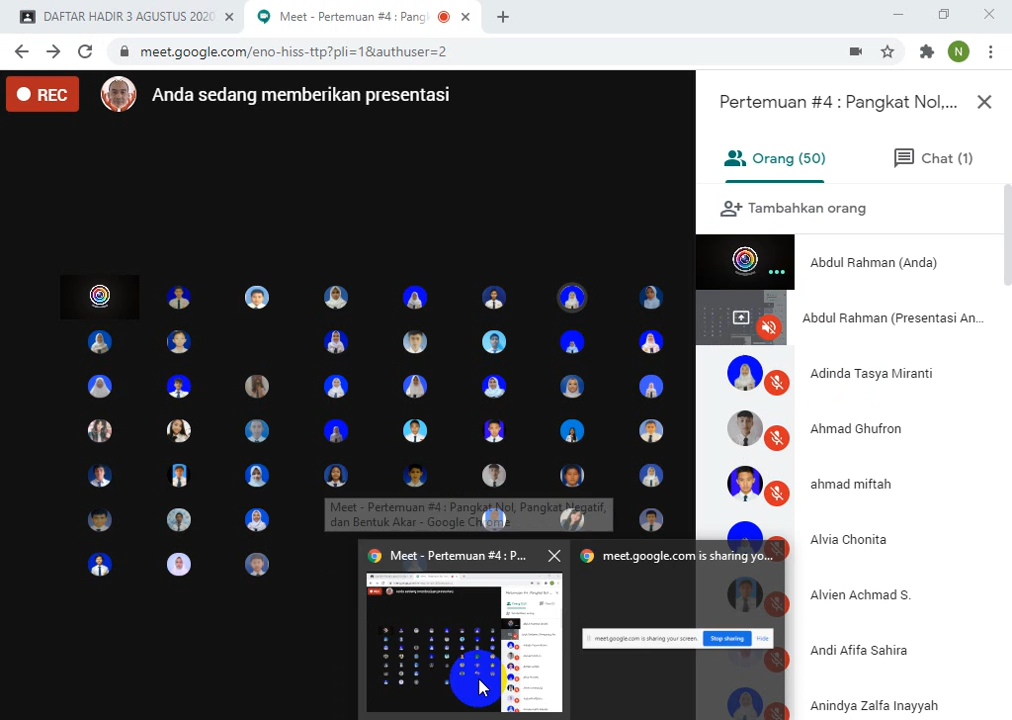 DAFTAR HADIR 3 AGUSTUS 2020
Meet - Pertemuan #4 : Pangk
meet.google.com/eno-hiss-ttp?pli=1&authuser=2
N
REC
Anda sedang memberikan presentasi
Pertemuan #4 : Pangkat Nol,...
Orang (50)
Chat (1)
Tambahkan orang
Abdul Rahman (Anda)
Abdul Rahman (Presentasi An...
Adinda Tasya Miranti
Ahmad Ghufron
ahmad miftah
Alvia Chonita
Alvien Achmad S.
Andi Afifa Sahira
Anindya Zalfa Inayyah
Meet - Pertemuan #4 : Pangkat Nol, Pangkat Negatif,
dan Bentuk Akar - Google Chrome
Meet - Pertemuan #4 : P...
meet.google.com is sharing yo...
meet.google.com is sharing your screen.
Stop sharing
Hide